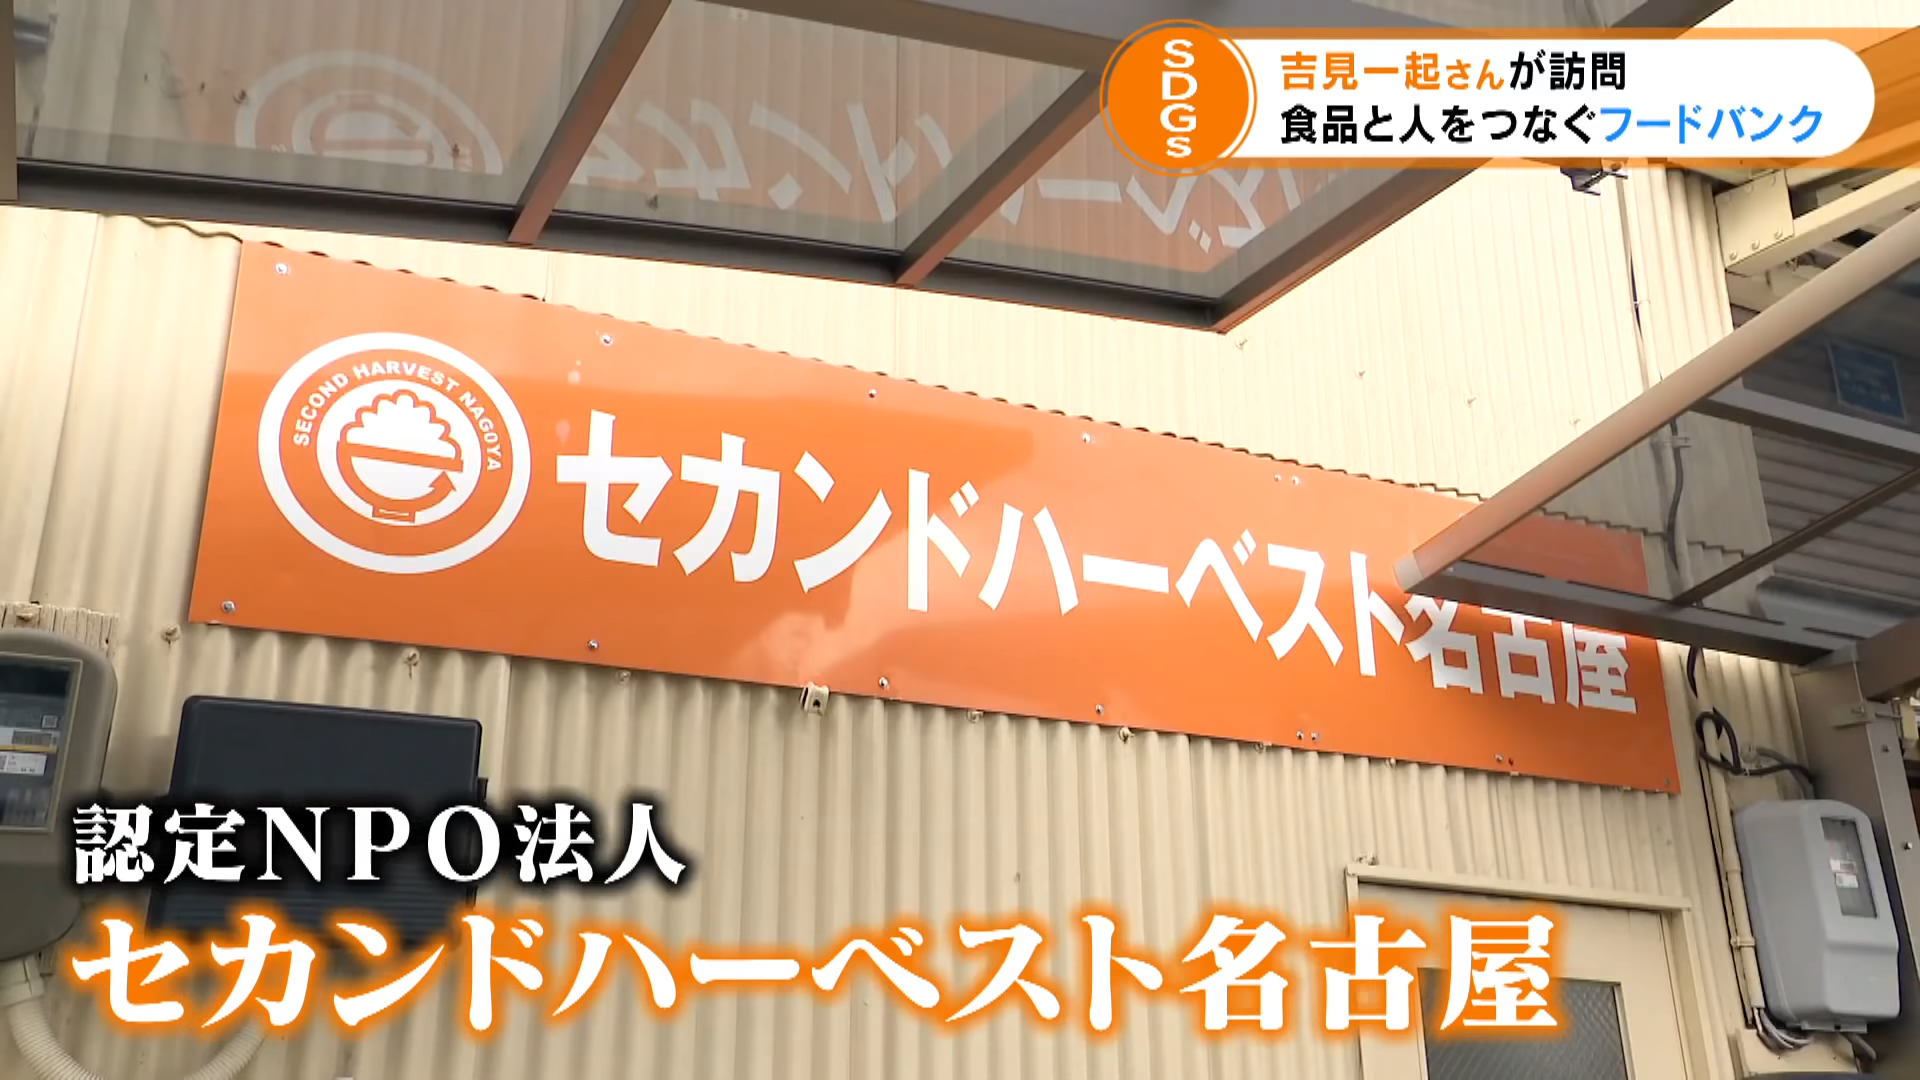 SDGs
吉見一起さんが訪問
食品と人をつなぐフードバンク
SECOND HARVEST NAGOYA
セカンドハーベスト名古屋
認定NPO法人
セカンドハーベスト名古屋